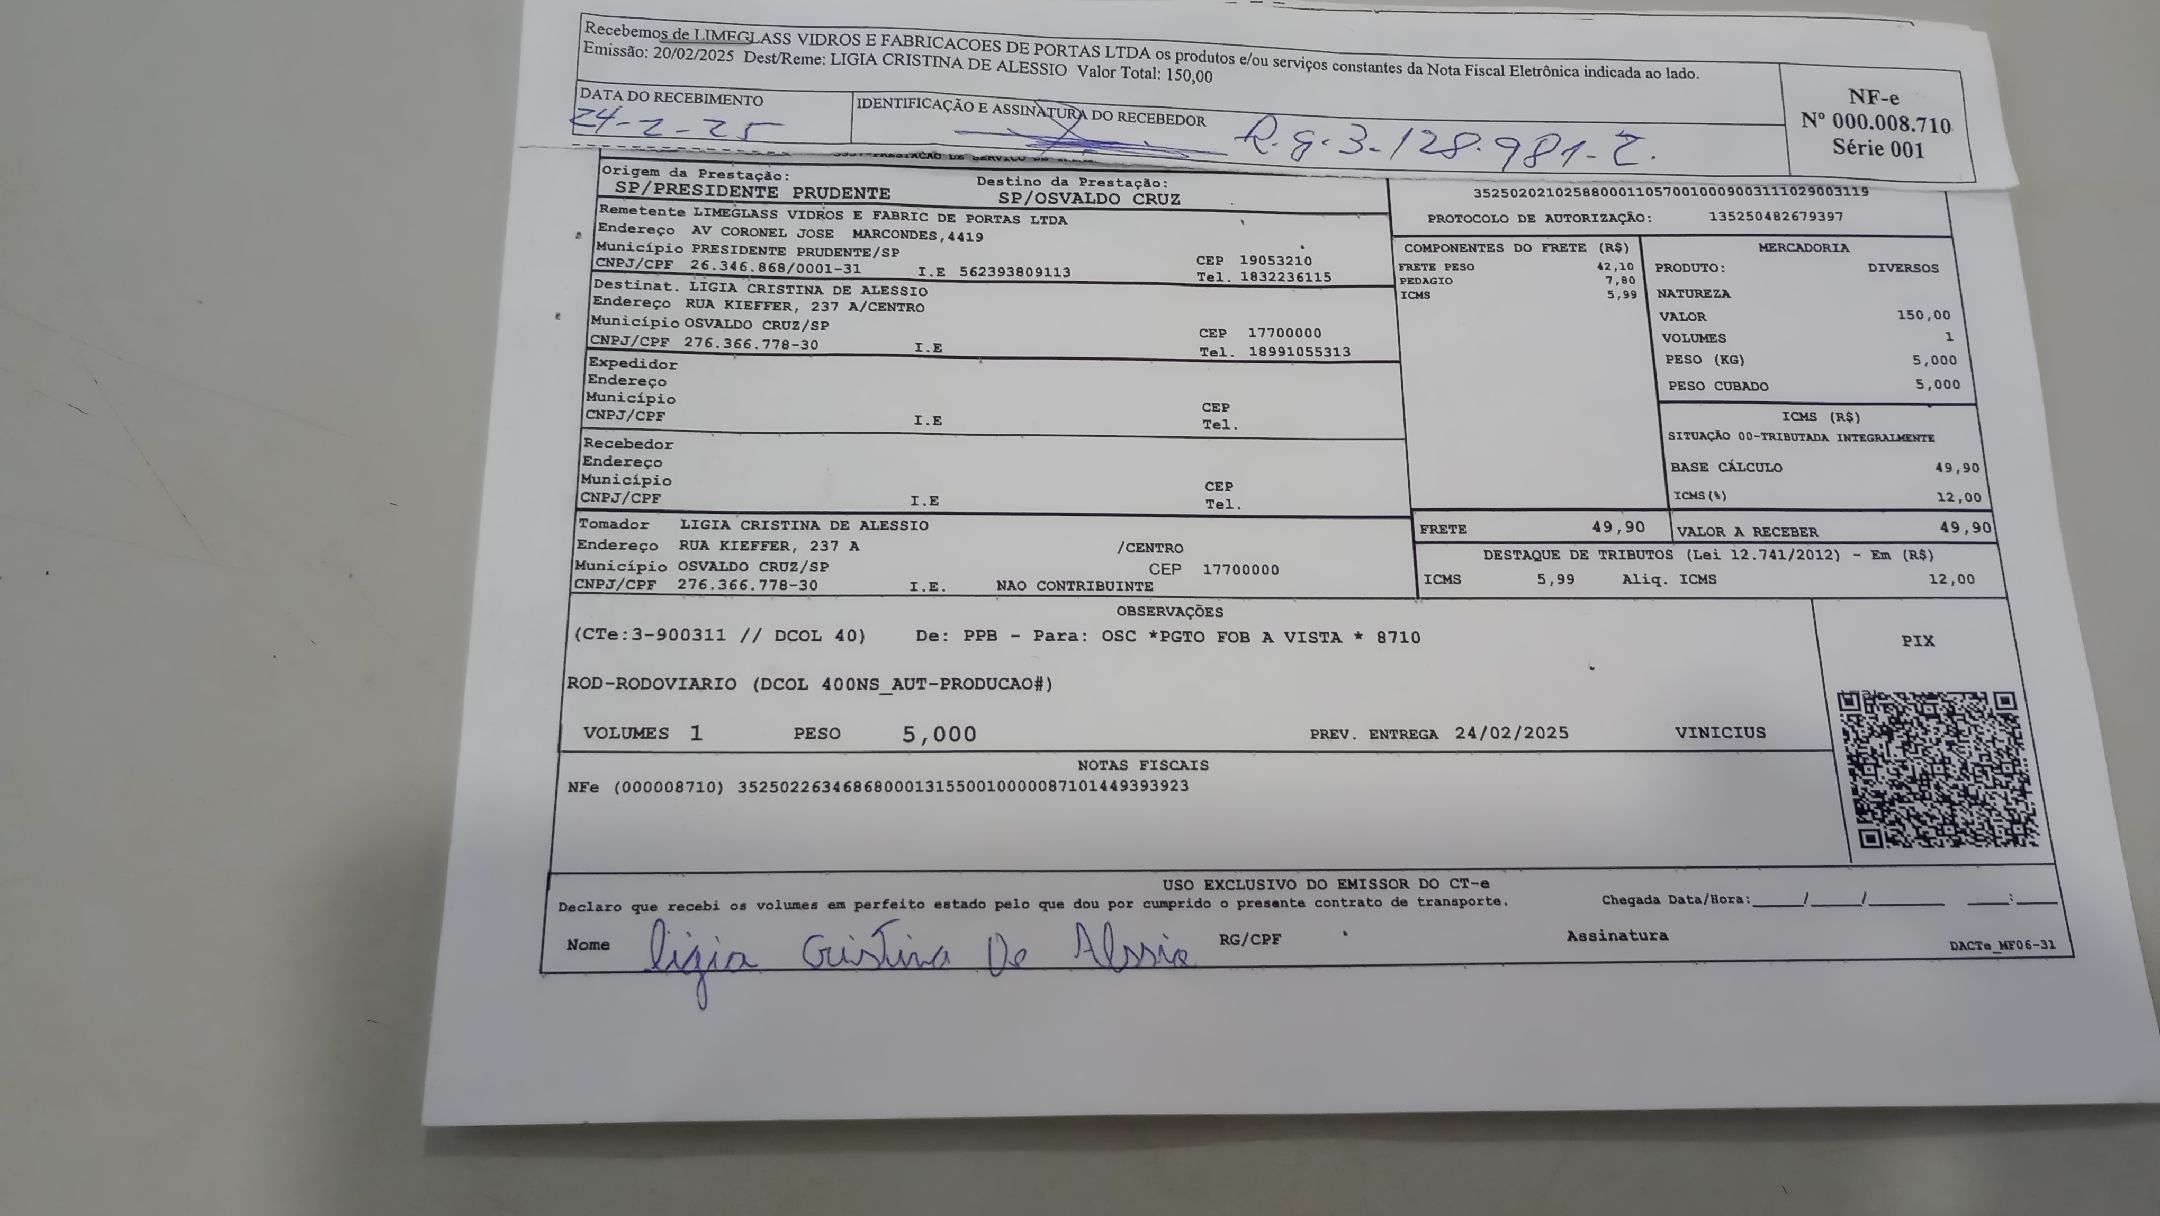 Recebemos de LIMEGLASS VIDROS E FABRICACOES DE PORTAS LTDA os produtos e/ou serviços constantes da Nota Fiscal Eletrônica indicada ao lado.
Emissão: 20/02/2025 Dest/Reme: LIGIA CRISTINA DE ALESSIO Valor Total: 150,00
DATA DO RECEBIMENTO
24-2-25
IDENTIFICAÇÃO E ASSINATURA DO RECEBEDOR
R.g.3-128.981-2.
NF-e
Nº 000.008.710
Série 001
Origem da Prestação:
SP/PRESIDENTE PRUDENTE
Destino da Prestação:
SP/OSVALDO CRUZ
Remetente LIMEGLASS VIDROS E FABRIC DE PORTAS LTDA
Endereço AV CORONEL JOSE MARCONDES,4419
Município PRESIDENTE PRUDENTE/SP CEP 19053210
CNPJ/CPF 26.346.868/0001-31 I.E 562393809113 Tel. 1832236115
Destinat. LIGIA CRISTINA DE ALESSIO
Endereço RUA KIEFFER, 237 A/CENTRO
Município OSVALDO CRUZ/SP CEP 17700000
CNPJ/CPF 276.366.778-30 I.E Tel. 18991055313
Expedidor
Endereço
Município CEP
CNPJ/CPF I.E Tel.
Recebedor
Endereço
Município CEP
CNPJ/CPF I.E Tel.
Tomador LIGIA CRISTINA DE ALESSIO
Endereço RUA KIEFFER, 237 A /CENTRO
Município OSVALDO CRUZ/SP CEP 17700000
CNPJ/CPF 276.366.778-30 I.E. NAO CONTRIBUINTE
35250202102588000110570010009003111029003119
PROTOCOLO DE AUTORIZAÇÃO: 135250482679397
COMPONENTES DO FRETE (R$)
FRETE PESO 42,10
PEDAGIO 7,80
ICMS 5,99
MERCADORIA
PRODUTO: DIVERSOS
NATUREZA
VALOR 150,00
VOLUMES 1
PESO (KG) 5,000
PESO CUBADO 5,000
ICMS (R$)
SITUAÇÃO 00-TRIBUTADA INTEGRALMENTE
BASE CÁLCULO 49,90
ICMS(%) 12,00
FRETE 49,90 VALOR A RECEBER 49,90
DESTAQUE DE TRIBUTOS (Lei 12.741/2012) - Em (R$)
ICMS 5,99 Aliq. ICMS 12,00
OBSERVAÇÕES
(CTe:3-900311 // DCOL 40) De: PPB - Para: OSC *PGTO FOB A VISTA * 8710
ROD-RODOVIARIO (DCOL 400NS_AUT-PRODUCAO#)
VOLUMES 1 PESO 5,000 PREV. ENTREGA 24/02/2025 VINICIUS
PIX
NOTAS FISCAIS
NFe (000008710) 35250226346868000131550010000087101449393923
USO EXCLUSIVO DO EMISSOR DO CT-e
Declaro que recebi os volumes em perfeito estado pelo que dou por cumprido o presente contrato de transporte. Chegada Data/Hora:____/____/______ ___:___
Nome ligia Cristina De Alssio RG/CPF Assinatura DACTe_MF06-31